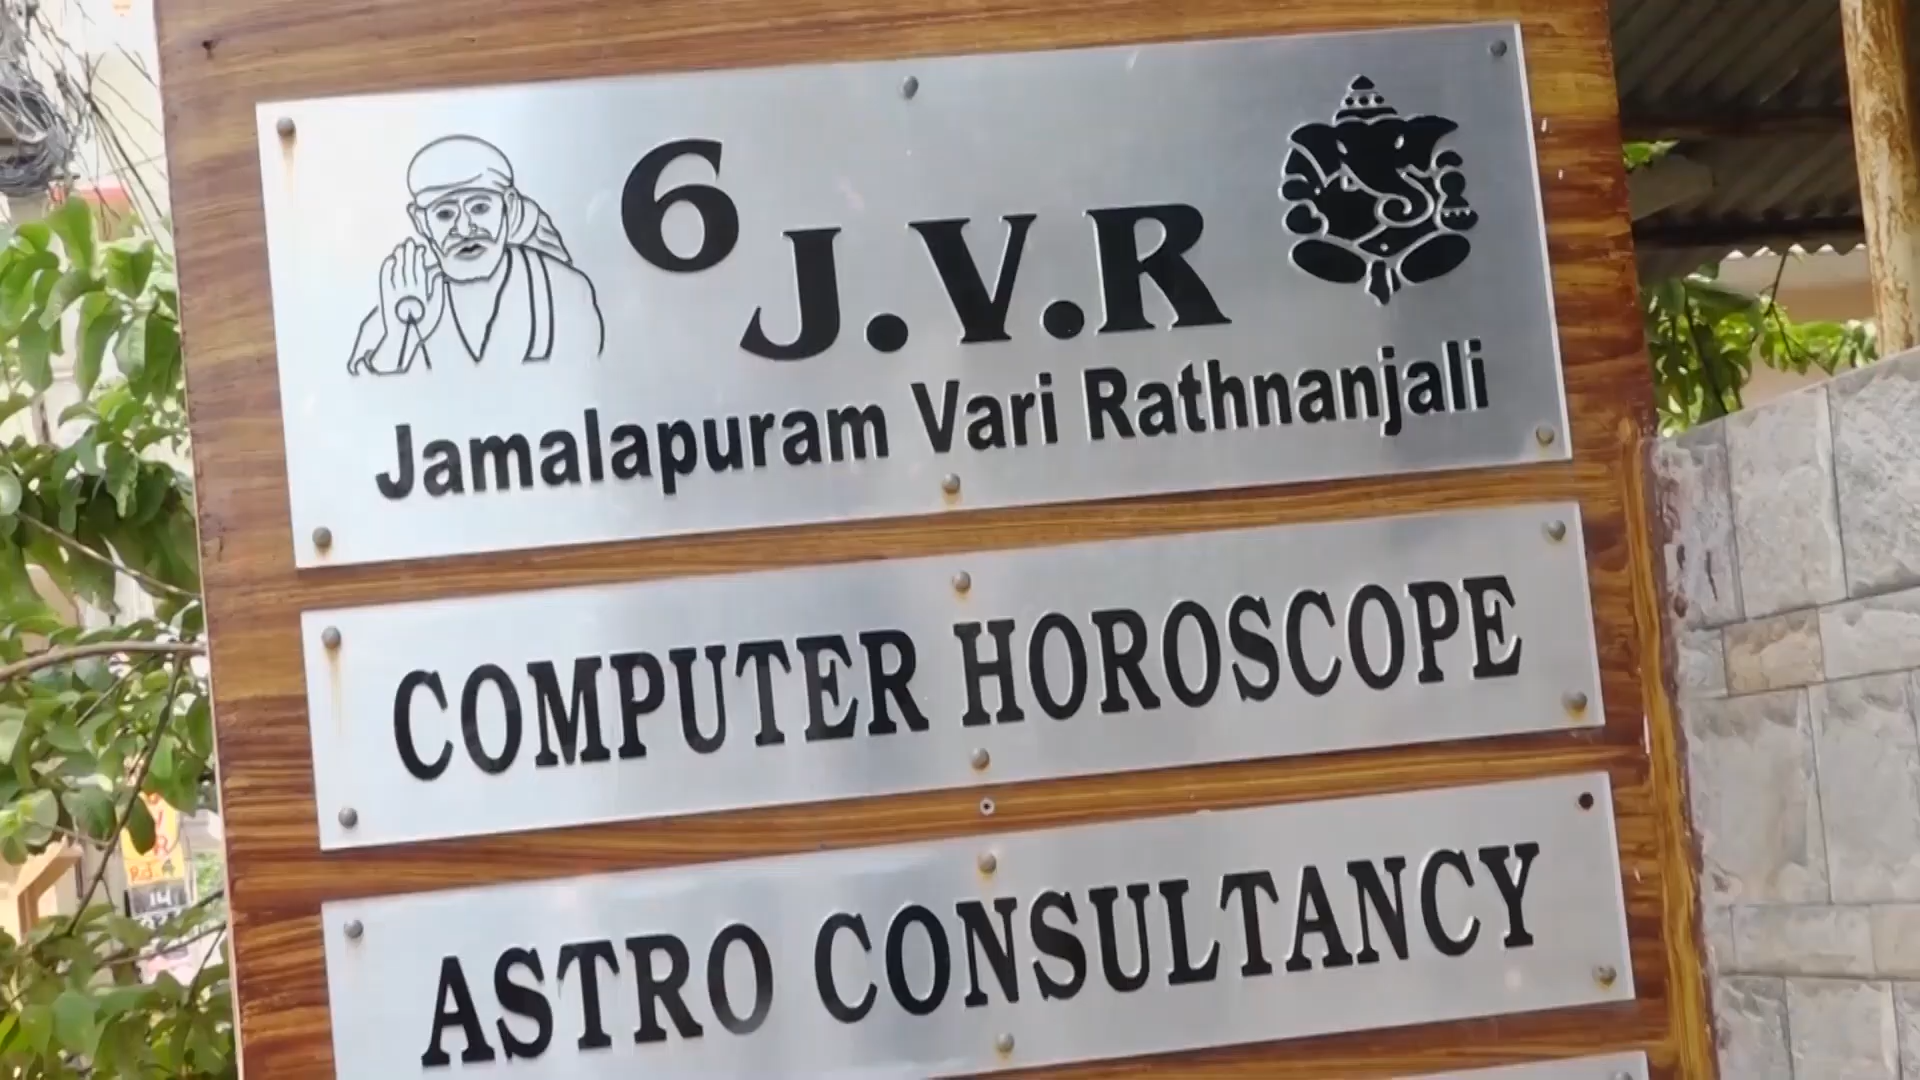 6
J.V.R
Jamalapuram Vari Rathnanjali
COMPUTER HOROSCOPE
ASTRO CONSULTANCY